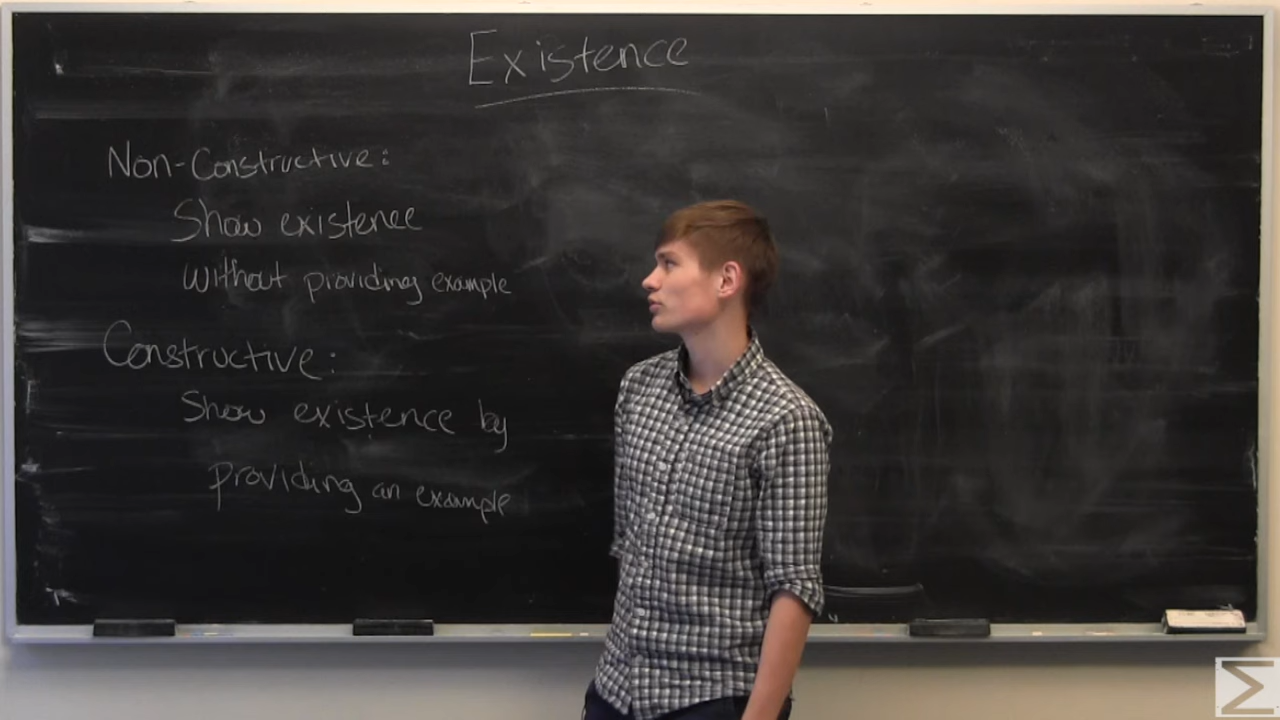 Existence
Non-Constructive:
Show existence
without providing example
Constructive:
Show existence by
providing an example